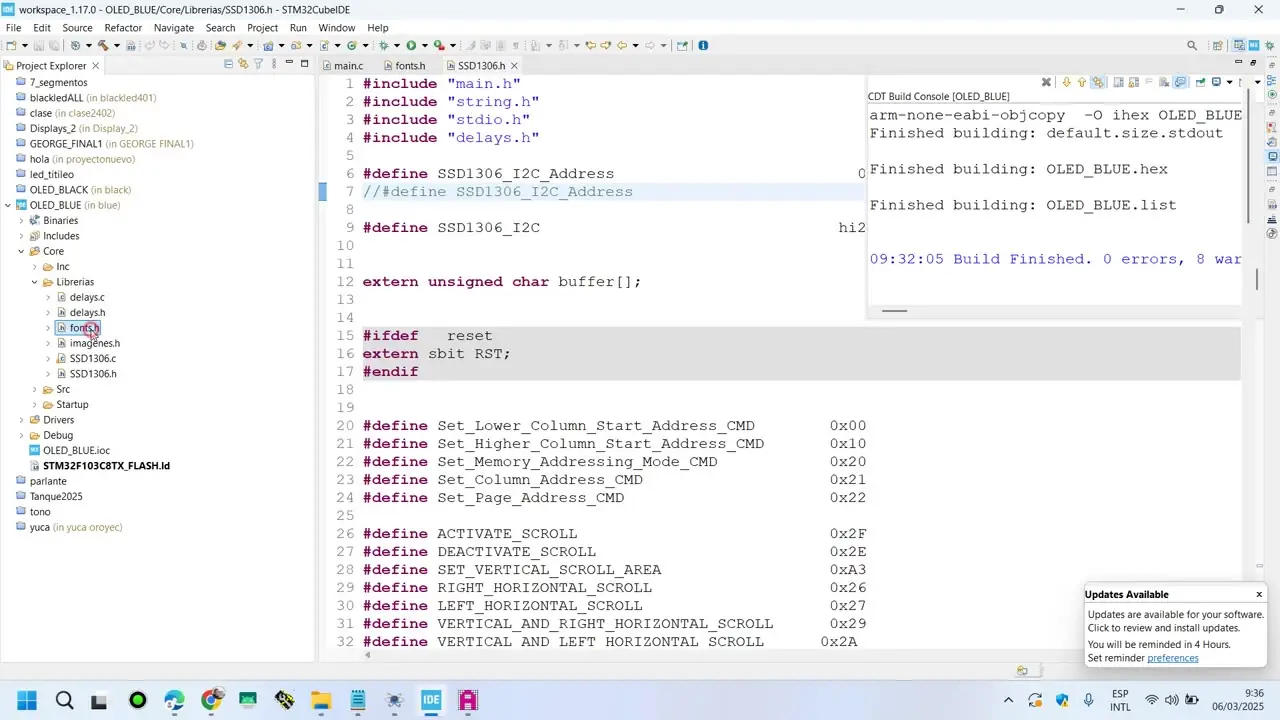 workspace_1.17.0 - OLED_BLUE/Core/Librerias/SSD1306.h - STM32CubeIDE
File Edit Source Refactor Navigate Search Project Run Window Help
Project Explorer
7_segmentos
blackledALL (in blackled401)
clase (in clase2402)
Displays_2 (in Display_2)
GEORGE_FINAL1 (in GEORGE FINAL1)
hola (in proyectonuevo)
led_titileo
OLED_BLACK (in black)
OLED_BLUE (in blue)
Binaries
Includes
Core
Inc
Librerias
delays.c
delays.h
fonts.h
imagenes.h
SSD1306.c
SSD1306.h
Src
Startup
Drivers
Debug
OLED_BLUE.ioc
STM32F103C8TX_FLASH.ld
parlante
Tanque2025
tono
yuca (in yuca oroyec)
main.c fonts.h SSD1306.h
1 #include "main.h"
2 #include "string.h"
3 #include "stdio.h"
4 #include "delays.h"
5
6 #define SSD1306_I2C_Address 0
7 //#define SSD1306_I2C_Address
8
9 #define SSD1306_I2C hi2
10
11
12 extern unsigned char buffer[];
13
14
15 #ifdef reset
16 extern sbit RST;
17 #endif
18
19
20 #define Set_Lower_Column_Start_Address_CMD 0x00
21 #define Set_Higher_Column_Start_Address_CMD 0x10
22 #define Set_Memory_Addressing_Mode_CMD 0x20
23 #define Set_Column_Address_CMD 0x21
24 #define Set_Page_Address_CMD 0x22
25
26 #define ACTIVATE_SCROLL 0x2F
27 #define DEACTIVATE_SCROLL 0x2E
28 #define SET_VERTICAL_SCROLL_AREA 0xA3
29 #define RIGHT_HORIZONTAL_SCROLL 0x26
30 #define LEFT_HORIZONTAL_SCROLL 0x27
31 #define VERTICAL_AND_RIGHT_HORIZONTAL_SCROLL 0x29
32 #define VERTICAL_AND_LEFT_HORIZONTAL_SCROLL 0x2A
CDT Build Console [OLED_BLUE]
arm-none-eabi-objcopy -O ihex OLED_BLUE
Finished building: default.size.stdout
Finished building: OLED_BLUE.hex
Finished building: OLED_BLUE.list
09:32:05 Build Finished. 0 errors, 8 war
Updates Available
Updates are available for your software.
Click to review and install updates.
You will be reminded in 4 Hours.
Set reminder preferences
IDE
ESP
INTL
9:36
06/03/2025